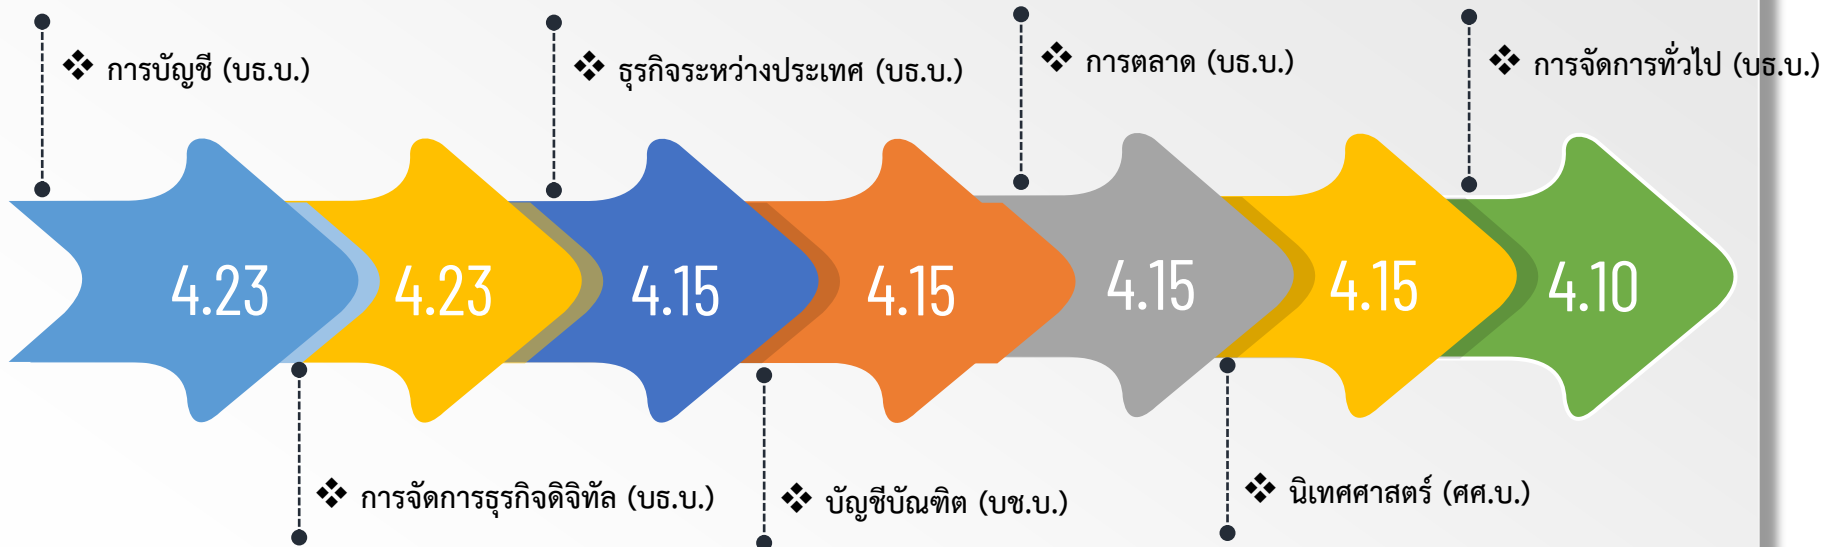 ❖ การบัญชี (บธ.บ.)
❖ ธุรกิจระหว่างประเทศ (บธ.บ.)
❖ การตลาด (บธ.บ.)
❖ การจัดการทั่วไป (บธ.บ.)
4.23
4.23
4.15
4.15
4.15
4.15
4.10
❖ การจัดการธุรกิจดิจิทัล (บธ.บ.)
❖ บัญชีบัณฑิต (บช.บ.)
❖ นิเทศศาสตร์ (ศศ.บ.)